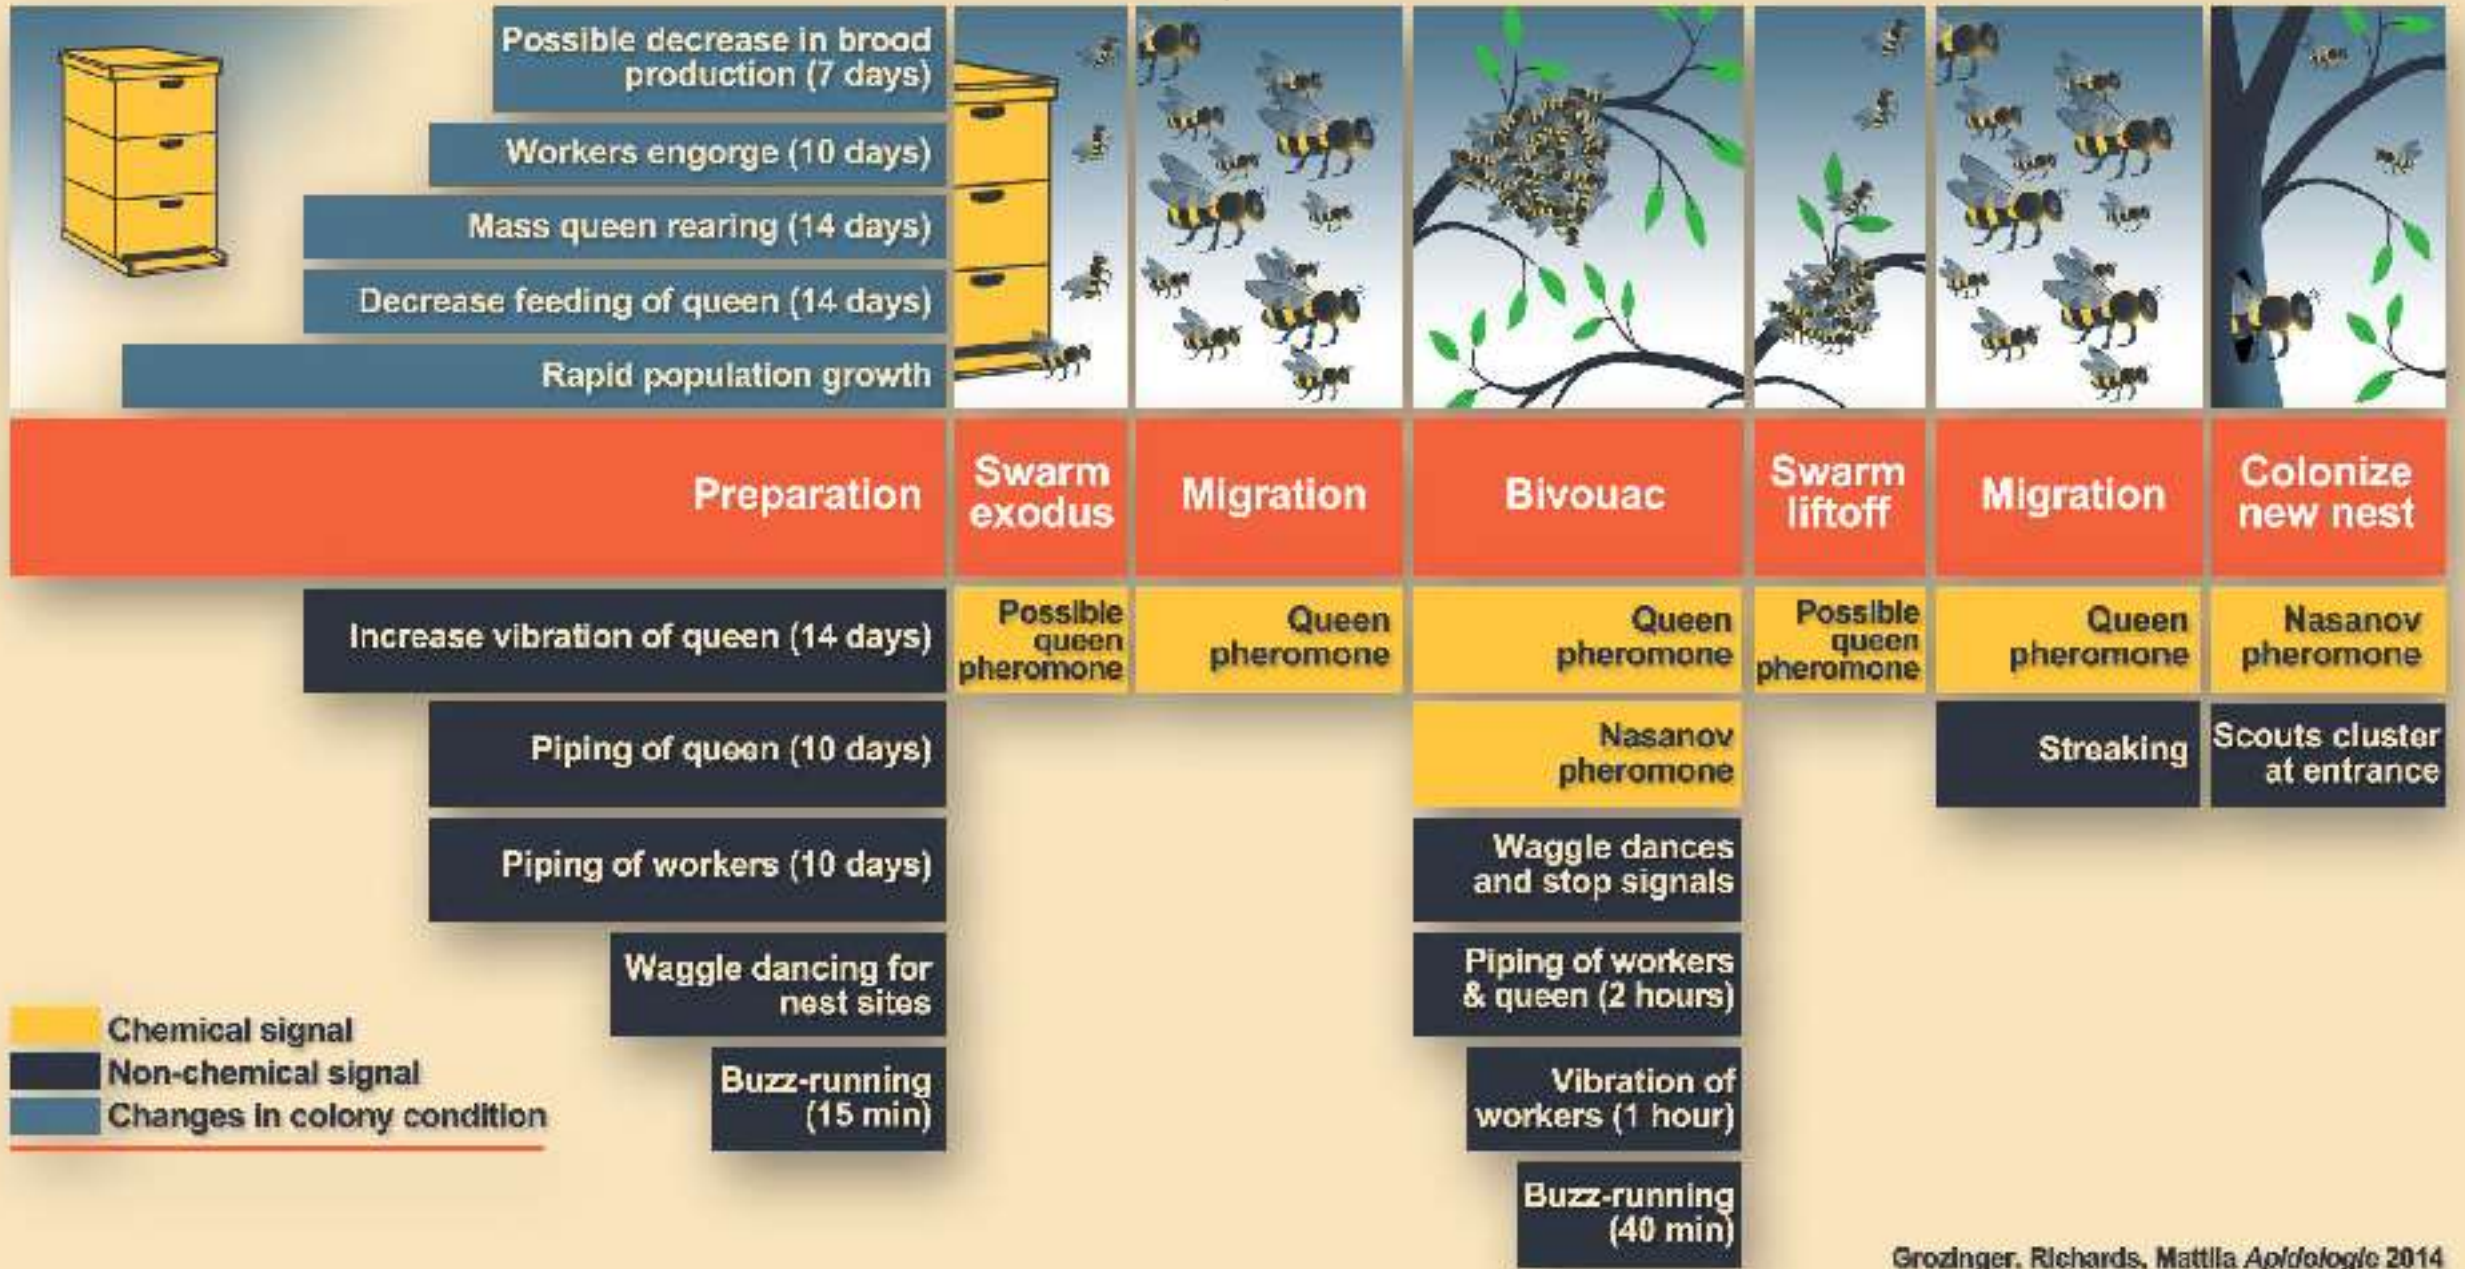 Possible decrease in brood
production (7 days)
Workers engorge (10 days)
Mass queen rearing (14 days)
Decrease feeding of queen (14 days)
Rapid population growth
Preparation
Swarm
exodus
Migration
Bivouac
Swarm
liftoff
Migration
Colonize
new nest
Increase vibration of queen (14 days)
Piping of queen (10 days)
Piping of workers (10 days)
Waggle dancing for
nest sites
Buzz-running
(15 min)
Possible
queen
pheromone
Queen
pheromone
Queen
pheromone
Nasanov
pheromone
Waggle dances
and stop signals
Piping of workers
& queen (2 hours)
Vibration of
workers (1 hour)
Buzz-running
(40 min)
Possible
queen
pheromone
Queen
pheromone
Streaking
Nasanov
pheromone
Scouts cluster
at entrance
Chemical signal
Non-chemical signal
Changes in colony condition
Grozinger, Richards, Mattila Apidologie 2014